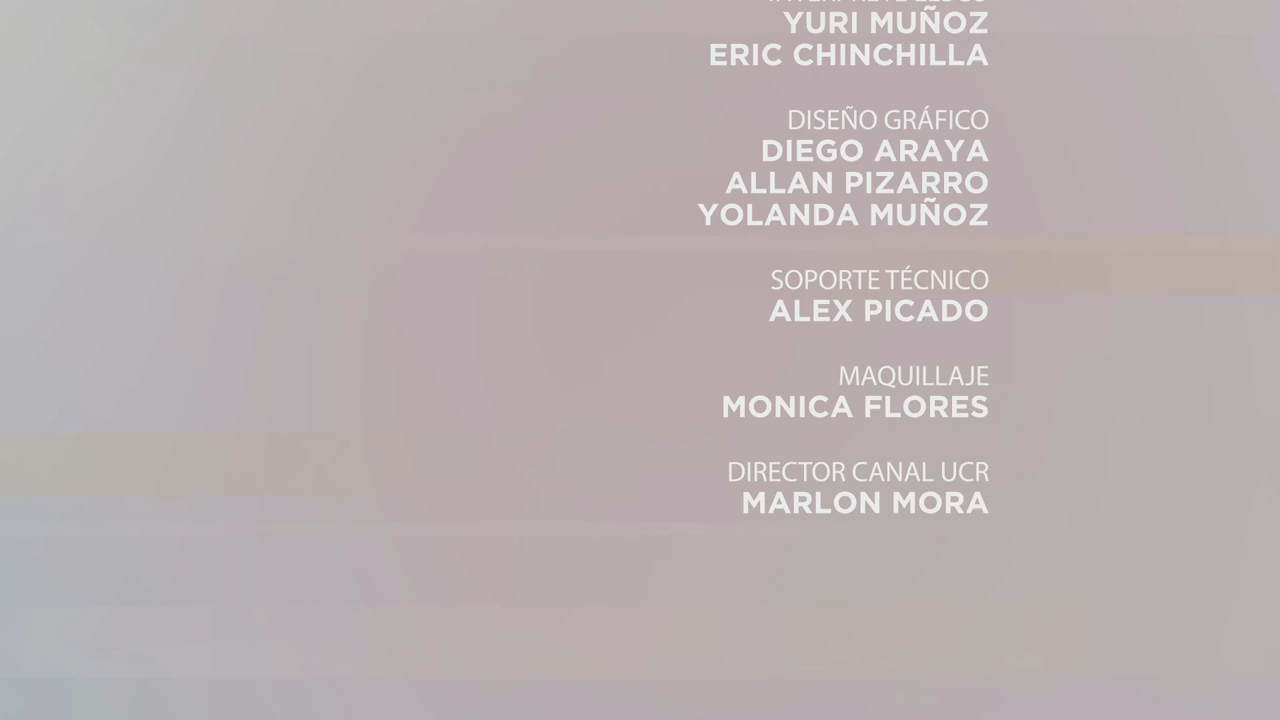 YURI MUÑOZ
ERIC CHINCHILLA
DISEÑO GRÁFICO
DIEGO ARAYA
ALLAN PIZARRO
YOLANDA MUÑOZ
SOPORTE TÉCNICO
ALEX PICADO
MAQUILLAJE
MONICA FLORES
DIRECTOR CANAL UCR
MARLON MORA